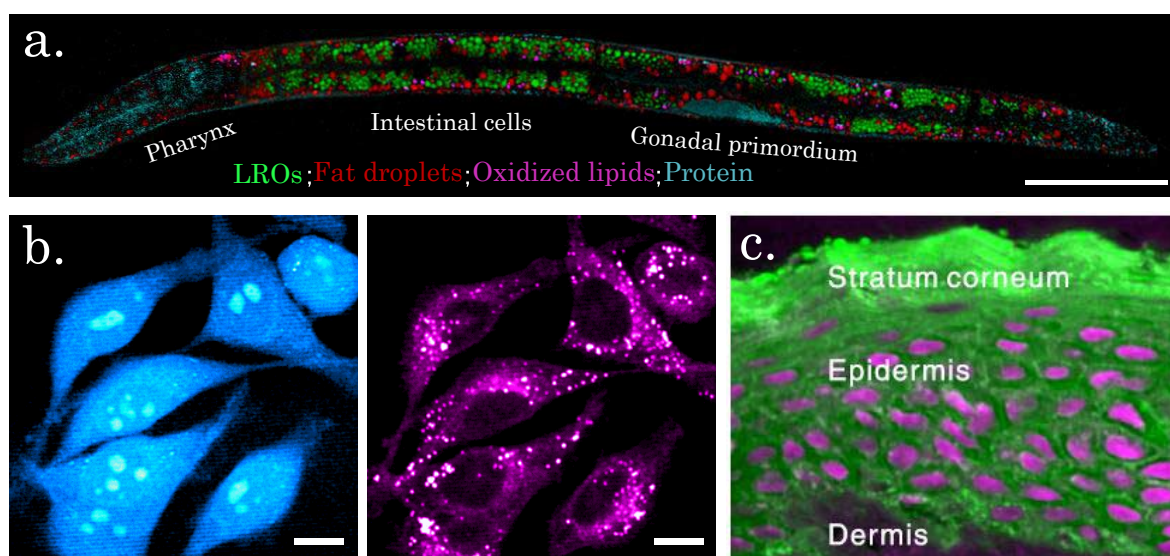 a.
Pharynx
Intestinal cells
Gonadal primordium
LROs;Fat droplets;Oxidized lipids;Protein
b.
c.
Stratum corneum
Epidermis
Dermis